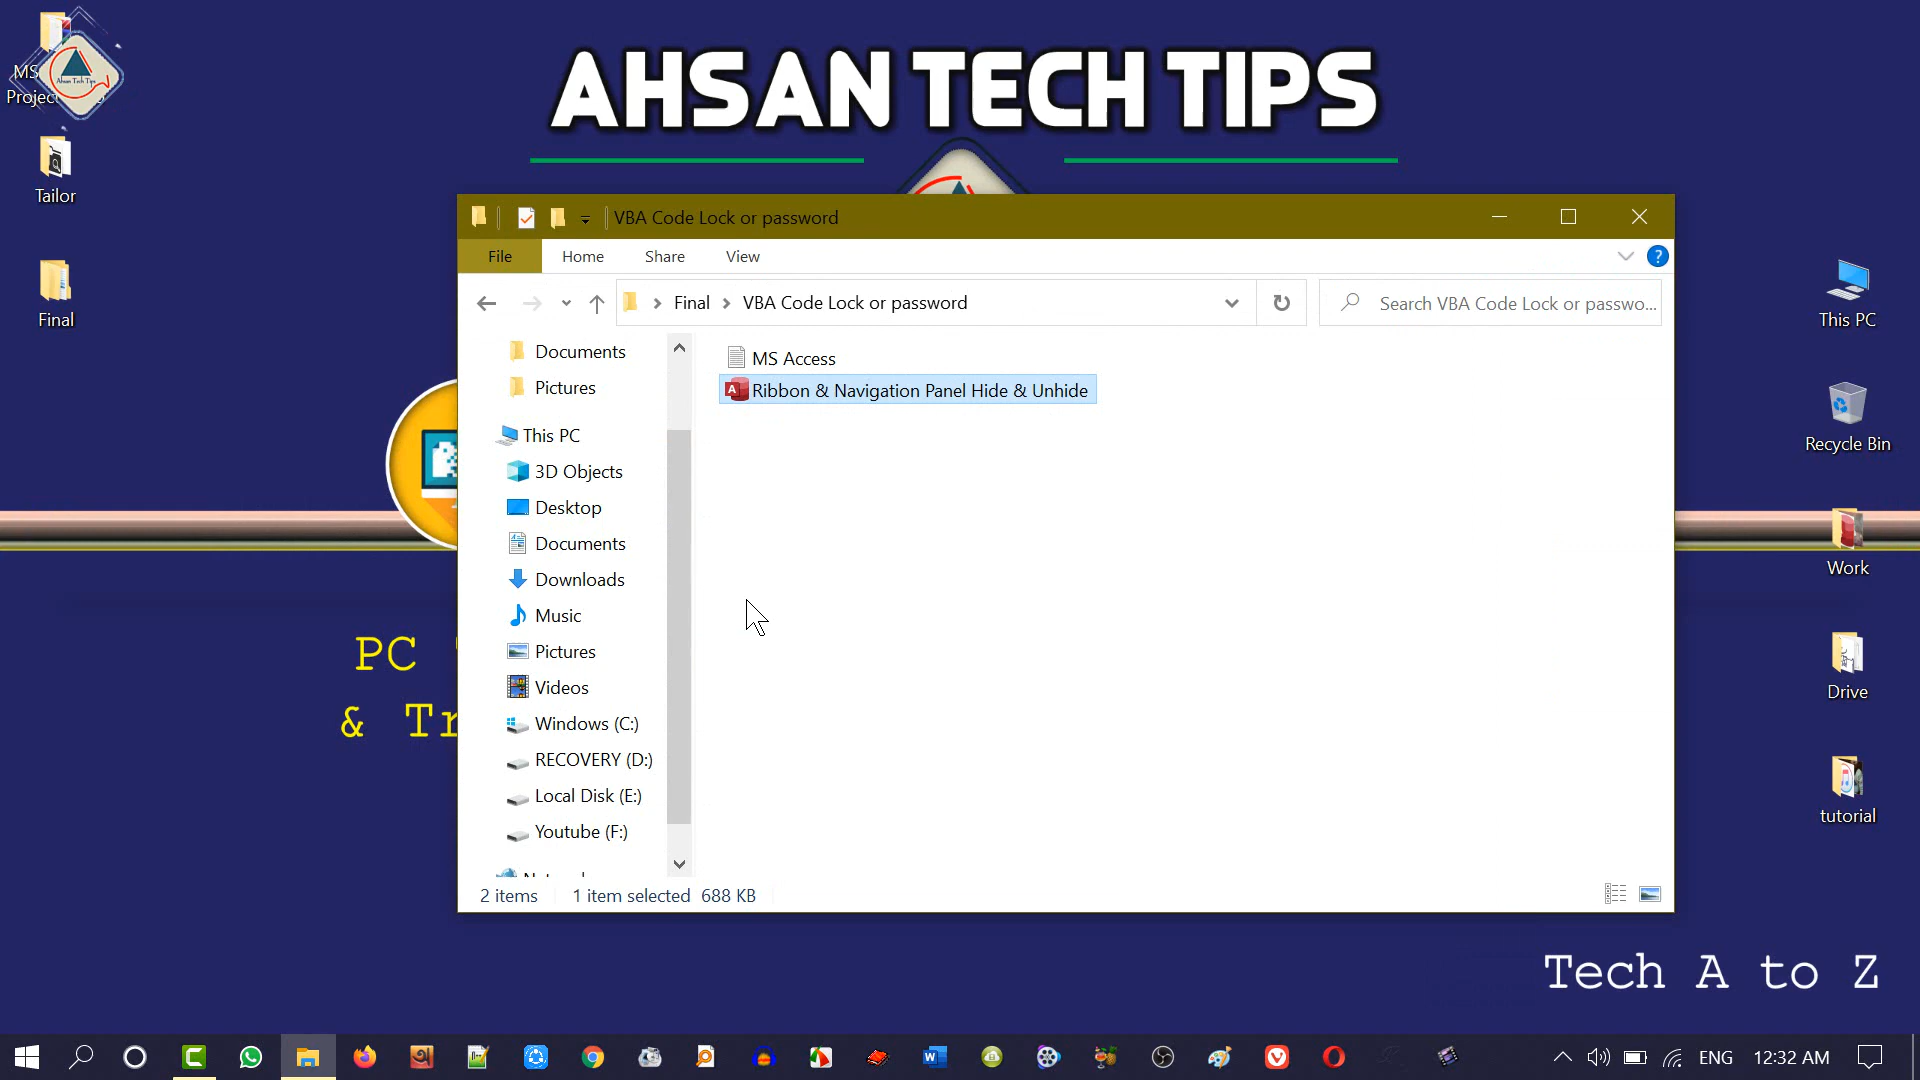 AHSAN TECH TIPS
Ahsan Tech Tips
MS
Projec
Tailor
Final
VBA Code Lock or password
File
Home
Share
View
Final
VBA Code Lock or password
Search VBA Code Lock or passwo...
Documents
Pictures
This PC
3D Objects
Desktop
Documents
Downloads
Music
Pictures
Videos
Windows (C:)
RECOVERY (D:)
Local Disk (E:)
Youtube (F:)
MS Access
Ribbon & Navigation Panel Hide & Unhide
2 items
1 item selected 688 KB
PC
& Tr
This PC
Recycle Bin
Work
Drive
tutorial
Tech A to Z
ENG
12:32 AM